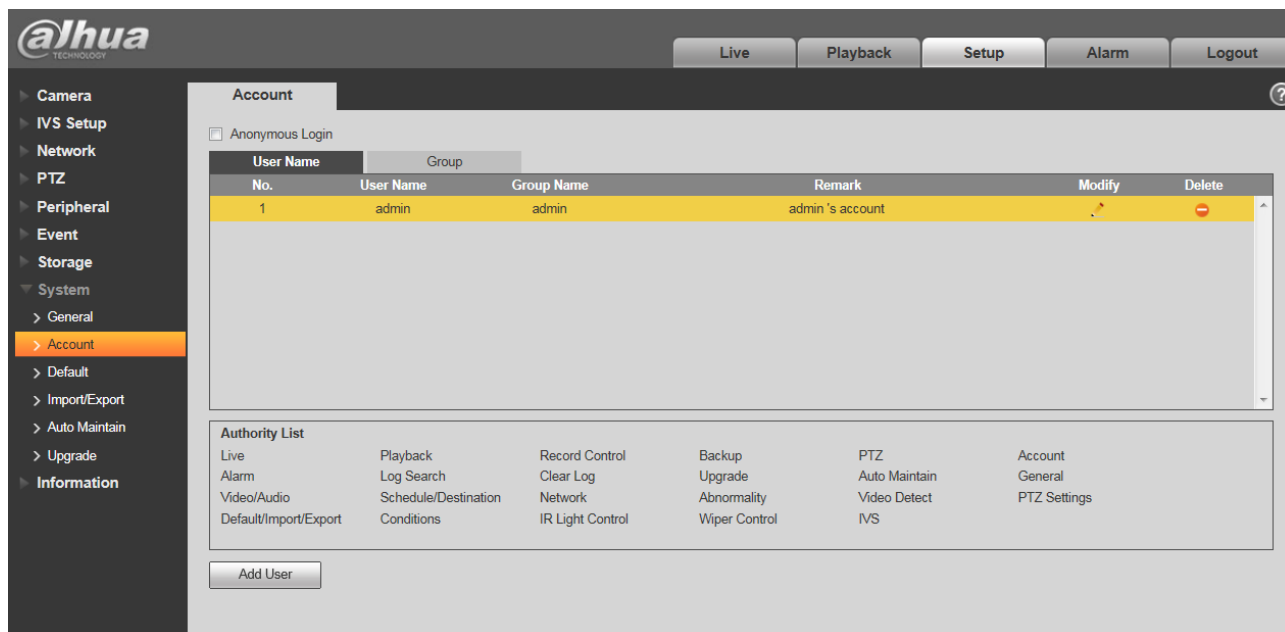 alhua
TECHNOLOGY
Live Playback Setup Alarm Logout
Camera
IVS Setup
Network
PTZ
Peripheral
Event
Storage
System
General
Account
Default
Import/Export
Auto Maintain
Upgrade
Information
Account ?
Anonymous Login
User Name Group
No. User Name Group Name Remark Modify Delete
1 admin admin admin 's account
Authority List
Live Playback Record Control Backup PTZ Account
Alarm Log Search Clear Log Upgrade Auto Maintain General
Video/Audio Schedule/Destination Network Abnormality Video Detect PTZ Settings
Default/Import/Export Conditions IR Light Control Wiper Control IVS
Add User